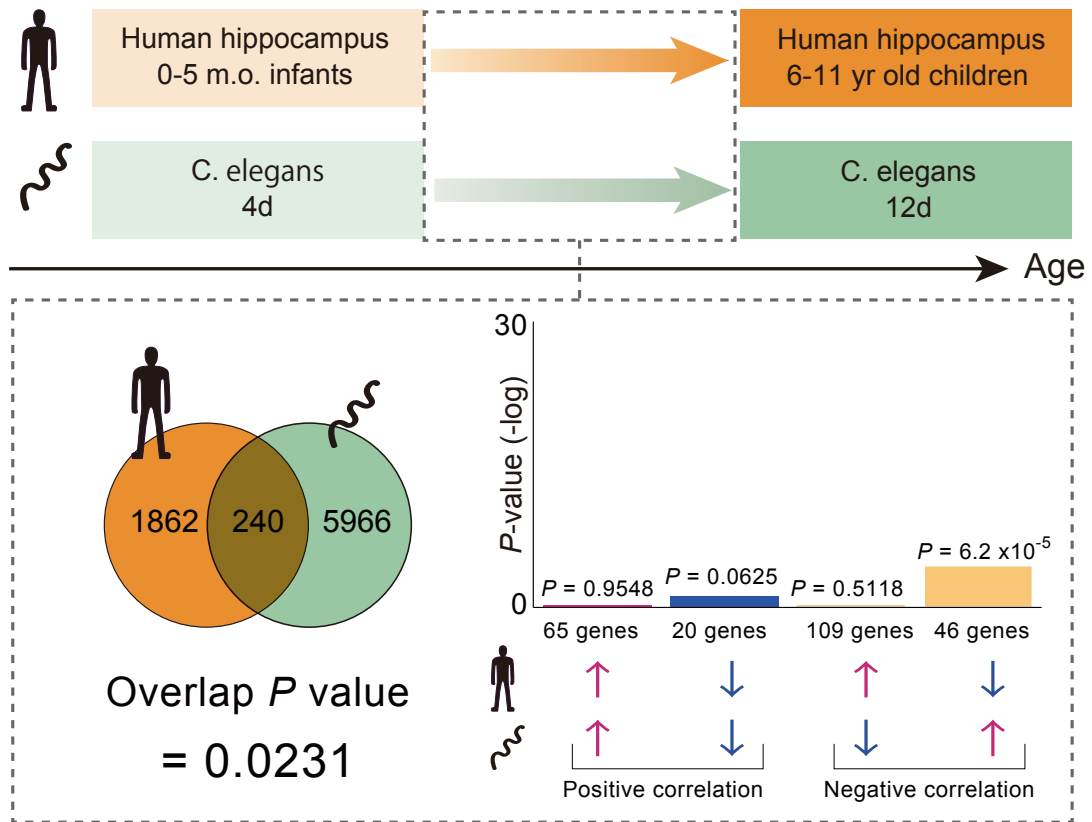 Human hippocampus
0-5 m.o. infants
Human hippocampus
6-11 yr old children
C. elegans
4d
C. elegans
12d
Age
30
P-value (-log)
0
1862
240
5966
Overlap P value
= 0.0231
P = 0.9548
P = 0.0625
P = 0.5118
P = 6.2 x10⁻⁵
65 genes
20 genes
109 genes
46 genes
Positive correlation
Negative correlation